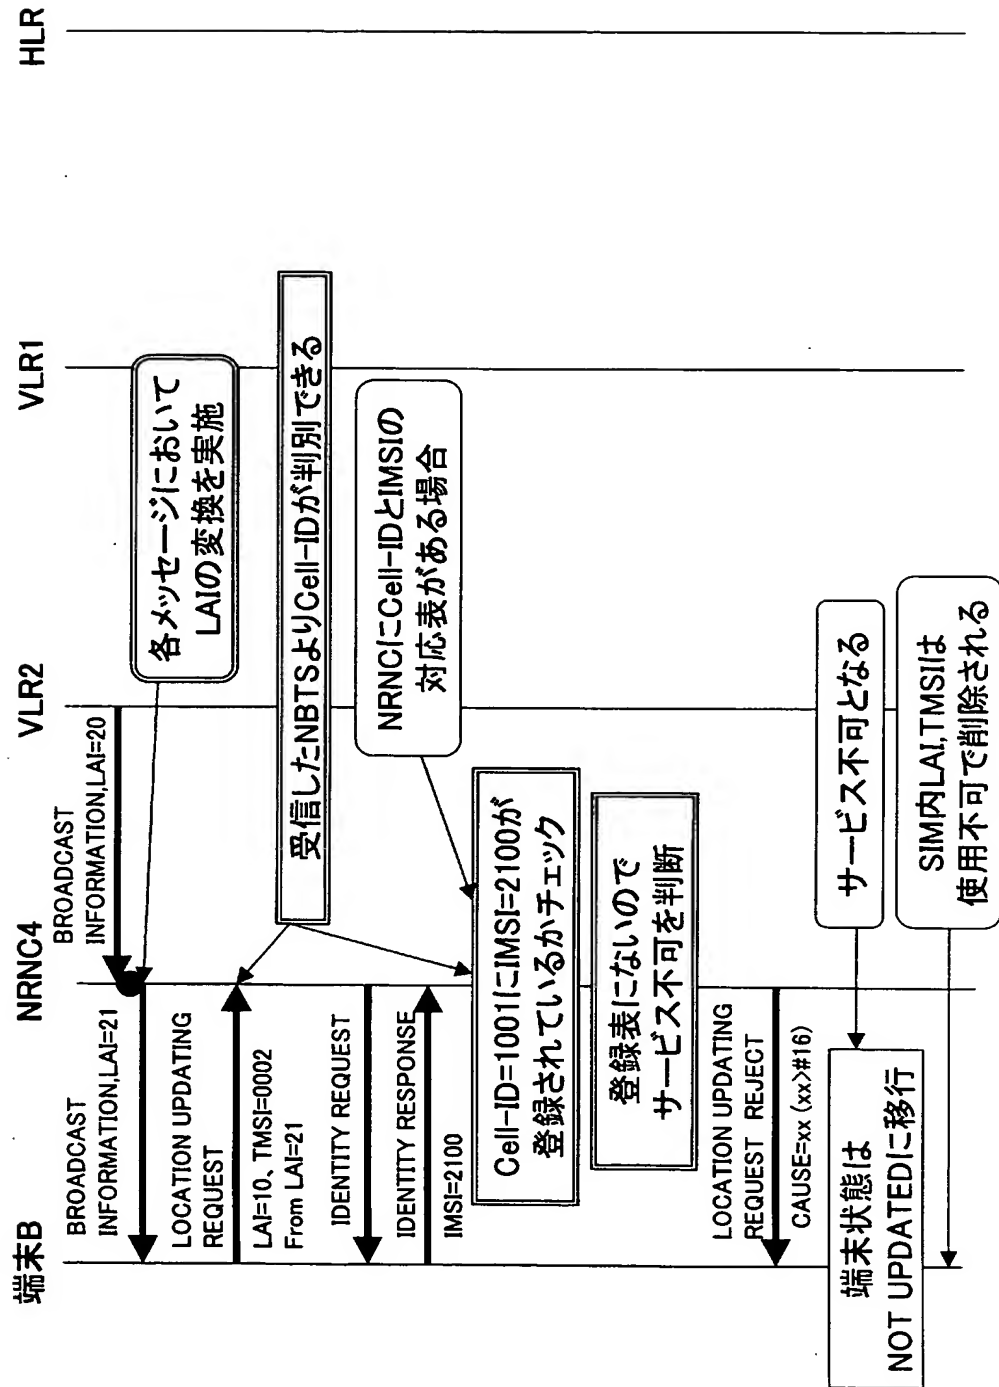 端末B
NRNC4
VLR2
VLR1
HLR
BROADCAST
INFORMATION,LAI=21
BROADCAST
INFORMATION,LAI=20
各メッセージにおいて
LAIの変換を実施
LOCATION UPDATING
REQUEST
LAI=10、TMSI=0002
From LAI=21
受信したNBTSよりCell-IDが判別できる
IDENTITY REQUEST
IDENTITY RESPONSE
IMSI=2100
NRNCにCell-IDとIMSIの
対応表がある場合
Cell-ID=1001にIMSI=2100が
登録されているかチェック
登録表にないので
サービス不可を判断
LOCATION UPDATING
REQUEST REJECT
CAUSE=xx (xx>#16)
サービス不可となる
端末状態は
NOT UPDATEDに移行
SIM内LAI,TMSIは
使用不可で削除される